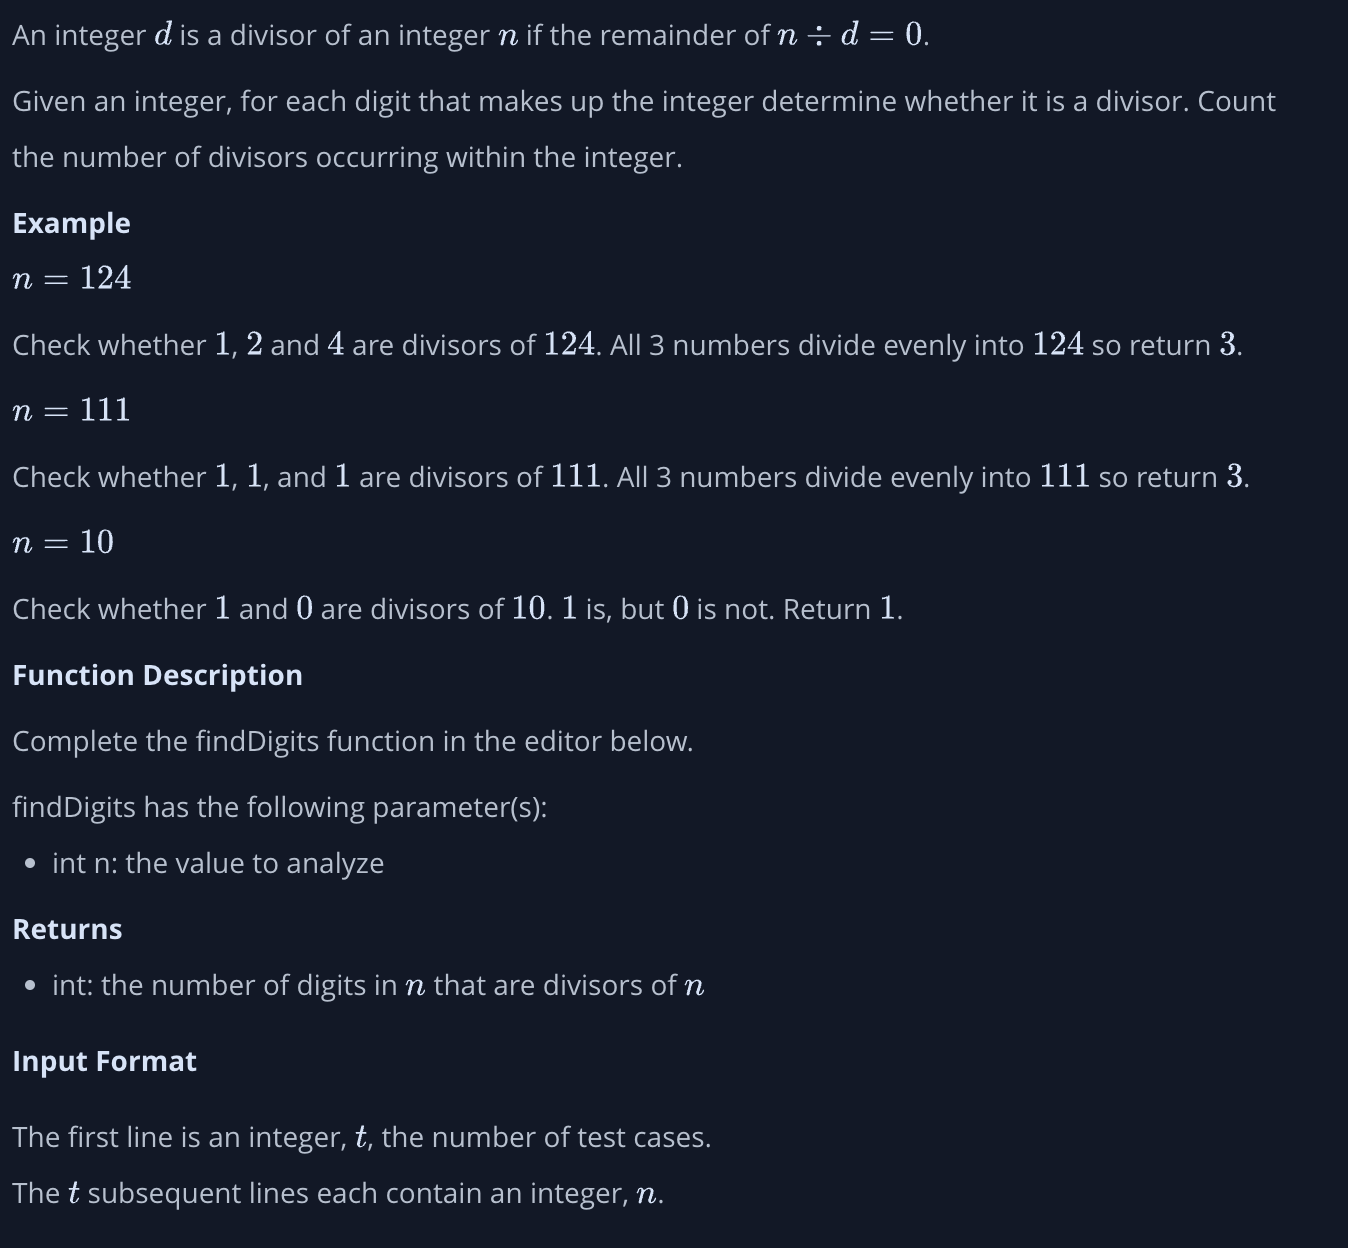 An integer d is a divisor of an integer n if the remainder of n ÷ d = 0.
Given an integer, for each digit that makes up the integer determine whether it is a divisor. Count
the number of divisors occurring within the integer.
Example
n = 124
Check whether 1, 2 and 4 are divisors of 124. All 3 numbers divide evenly into 124 so return 3.
n = 111
Check whether 1, 1, and 1 are divisors of 111. All 3 numbers divide evenly into 111 so return 3.
n = 10
Check whether 1 and 0 are divisors of 10. 1 is, but 0 is not. Return 1.
Function Description
Complete the findDigits function in the editor below.
findDigits has the following parameter(s):
• int n: the value to analyze
Returns
• int: the number of digits in n that are divisors of n
Input Format
The first line is an integer, t, the number of test cases.
The t subsequent lines each contain an integer, n.